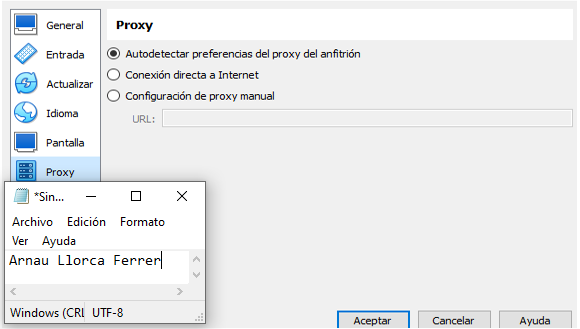 General
Entrada
Actualizar
Idioma
Pantalla
Proxy
Proxy
Autodetectar preferencias del proxy del anfitrión
Conexión directa a Internet
Configuración de proxy manual
URL:
*Sin...
Archivo Edición Formato
Ver Ayuda
Arnau Llorca Ferrer
Windows (CRL
UTF-8
Aceptar
Cancelar
Ayuda